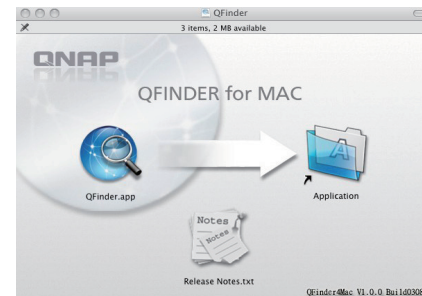 QFinder
3 items, 2 MB available
QNAP
QFINDER for MAC
A
QFinder.app
Application
Notes
Notes
Release Notes.txt
QFinder4Mac V1.0.0 Build0308